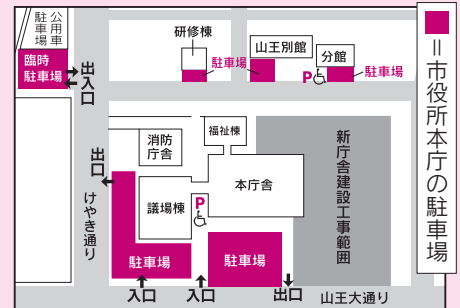 ＝市役所本庁の駐車場
公用車
駐車場
臨時
駐車場
出入口
研修棟
駐車場
山王別館
分館
P
駐車場
消防
庁舎
福祉棟
新庁舎建設工事範囲
出口
けやき通り
議場棟
P
本庁舎
駐車場
駐車場
入口
入口
出口
山王大通り